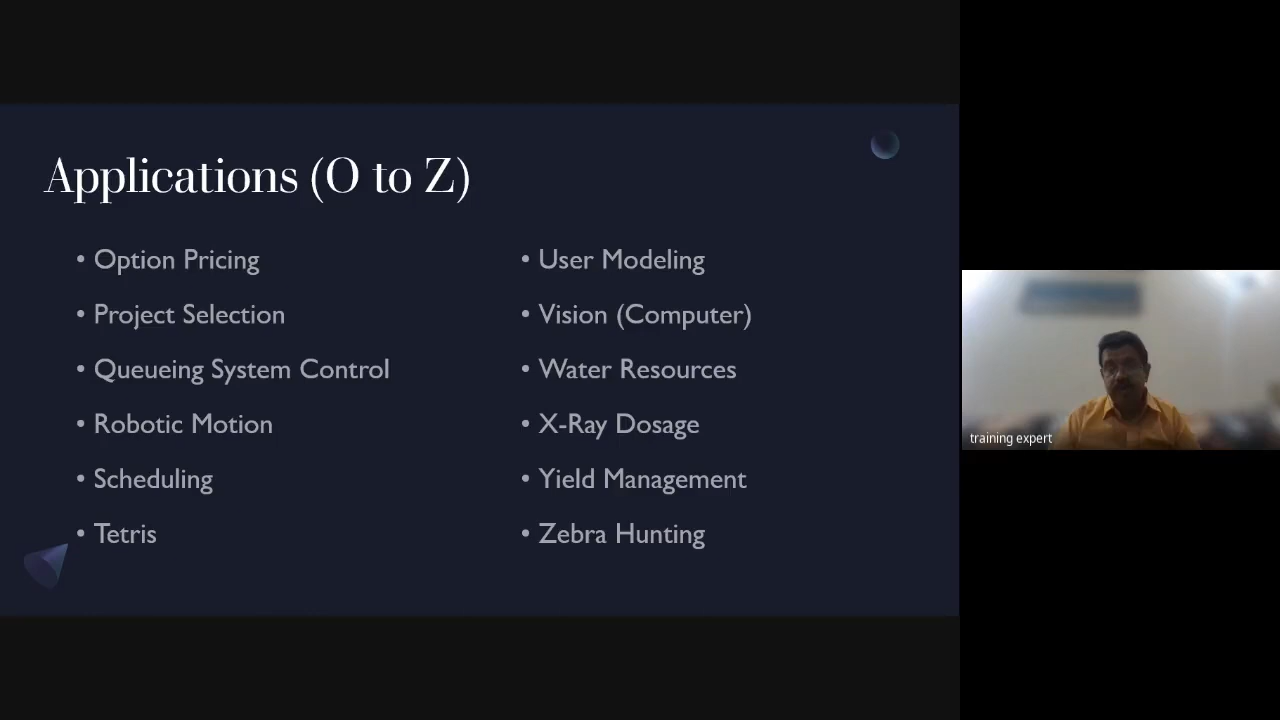 Applications (O to Z)
• Option Pricing
• Project Selection
• Queueing System Control
• Robotic Motion
• Scheduling
• Tetris
• User Modeling
• Vision (Computer)
• Water Resources
• X-Ray Dosage
• Yield Management
• Zebra Hunting
training expert